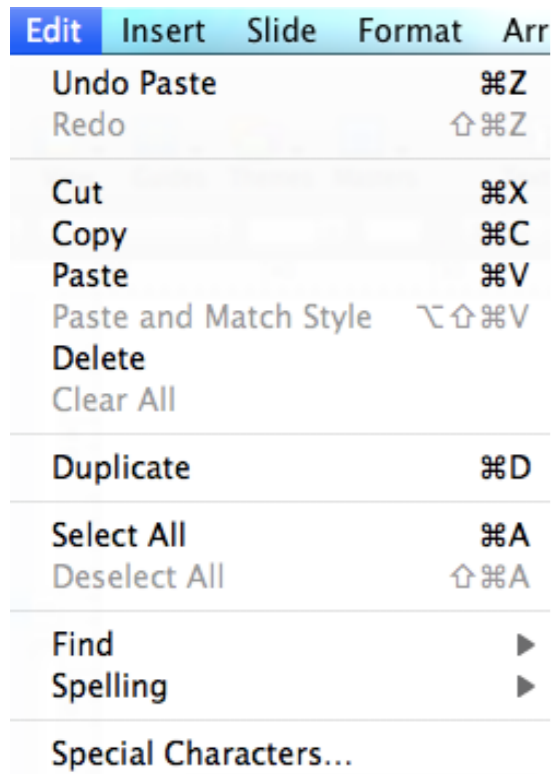 Edit Insert Slide Format Arr
Undo Paste ⌘Z
Redo ⇧⌘Z
Cut ⌘X
Copy ⌘C
Paste ⌘V
Paste and Match Style ⌥⇧⌘V
Delete
Clear All
Duplicate ⌘D
Select All ⌘A
Deselect All ⇧⌘A
Find ▶
Spelling ▶
Special Characters...